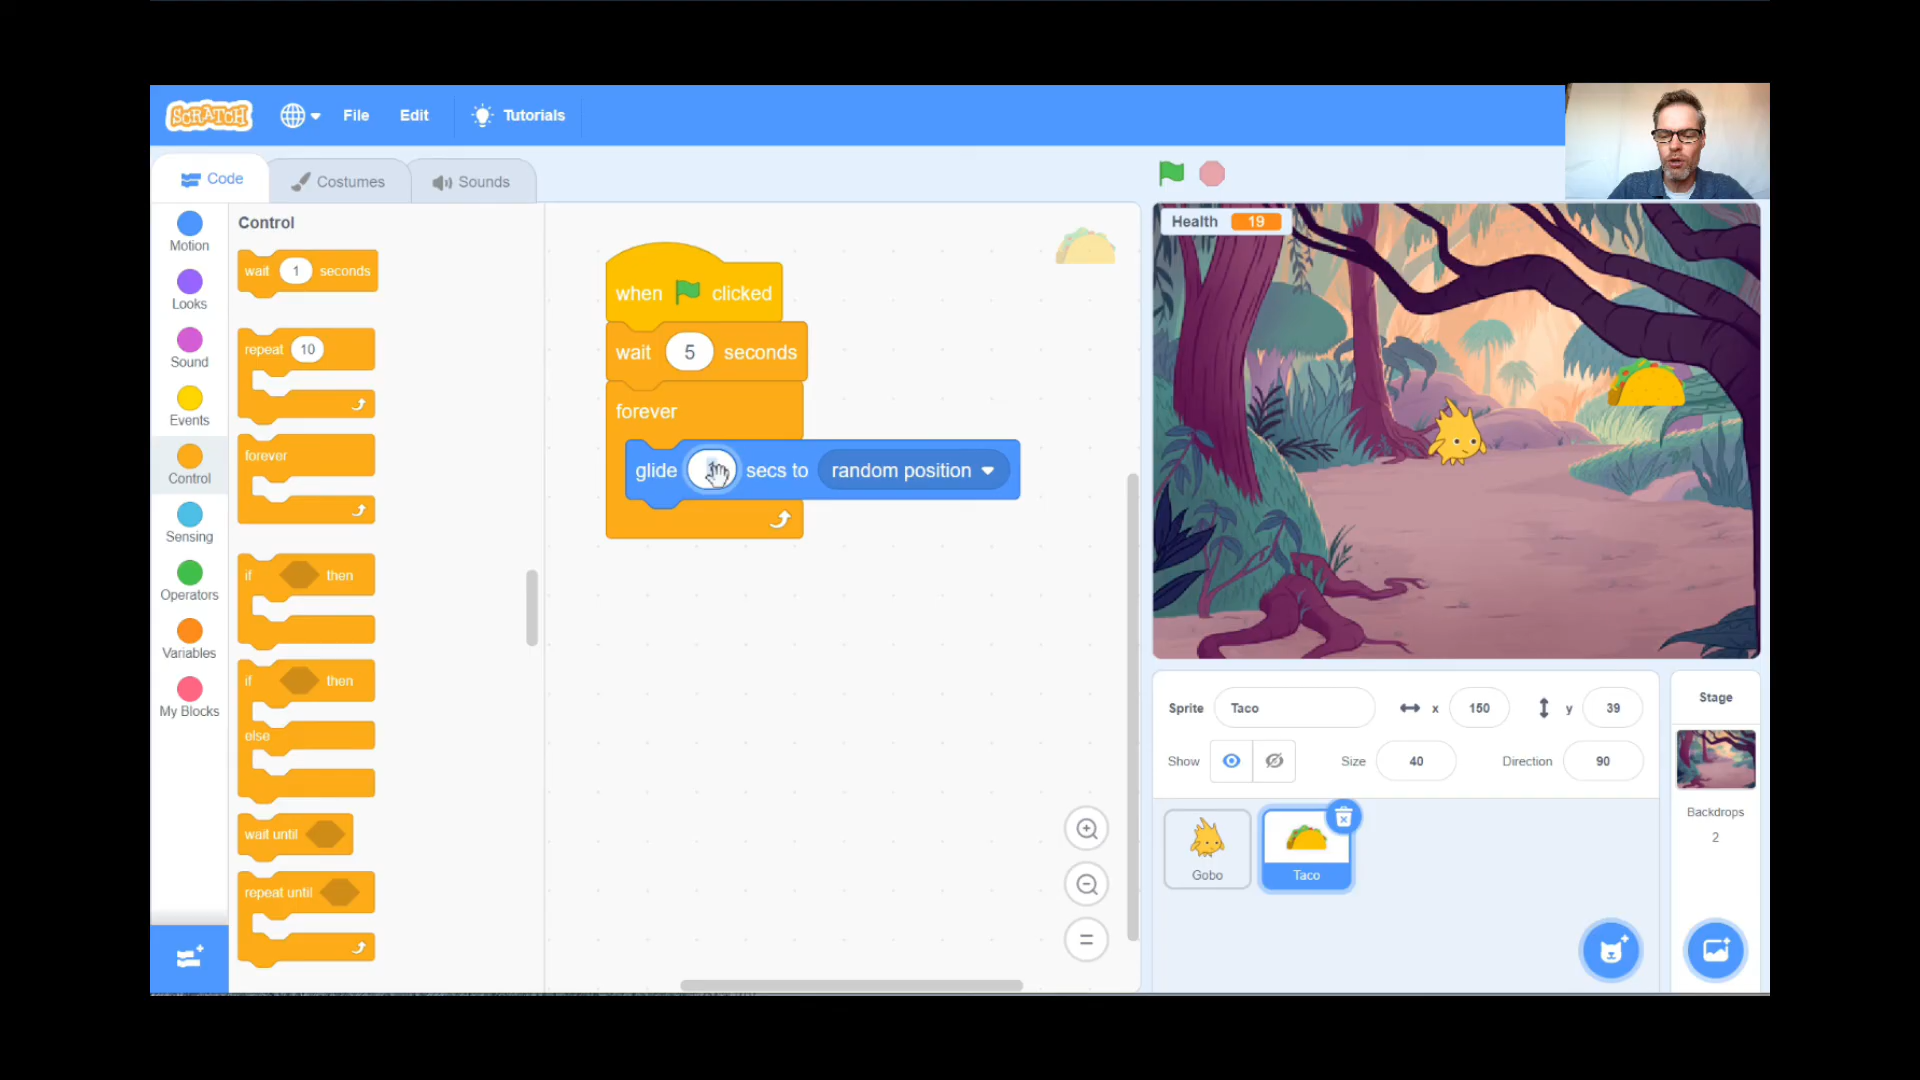 SCRATCH File Edit Tutorials
Code Costumes Sounds
Motion
Looks
Sound
Events
Control
Sensing
Operators
Variables
My Blocks
Control
wait 1 seconds
repeat 10
forever
if then
if then
else
wait until
repeat until
when clicked
wait 5 seconds
forever
glide secs to random position
Health 19
Sprite Taco x 150 y 39
Show Size 40 Direction 90
Gobo
Taco
Stage
Backdrops
2